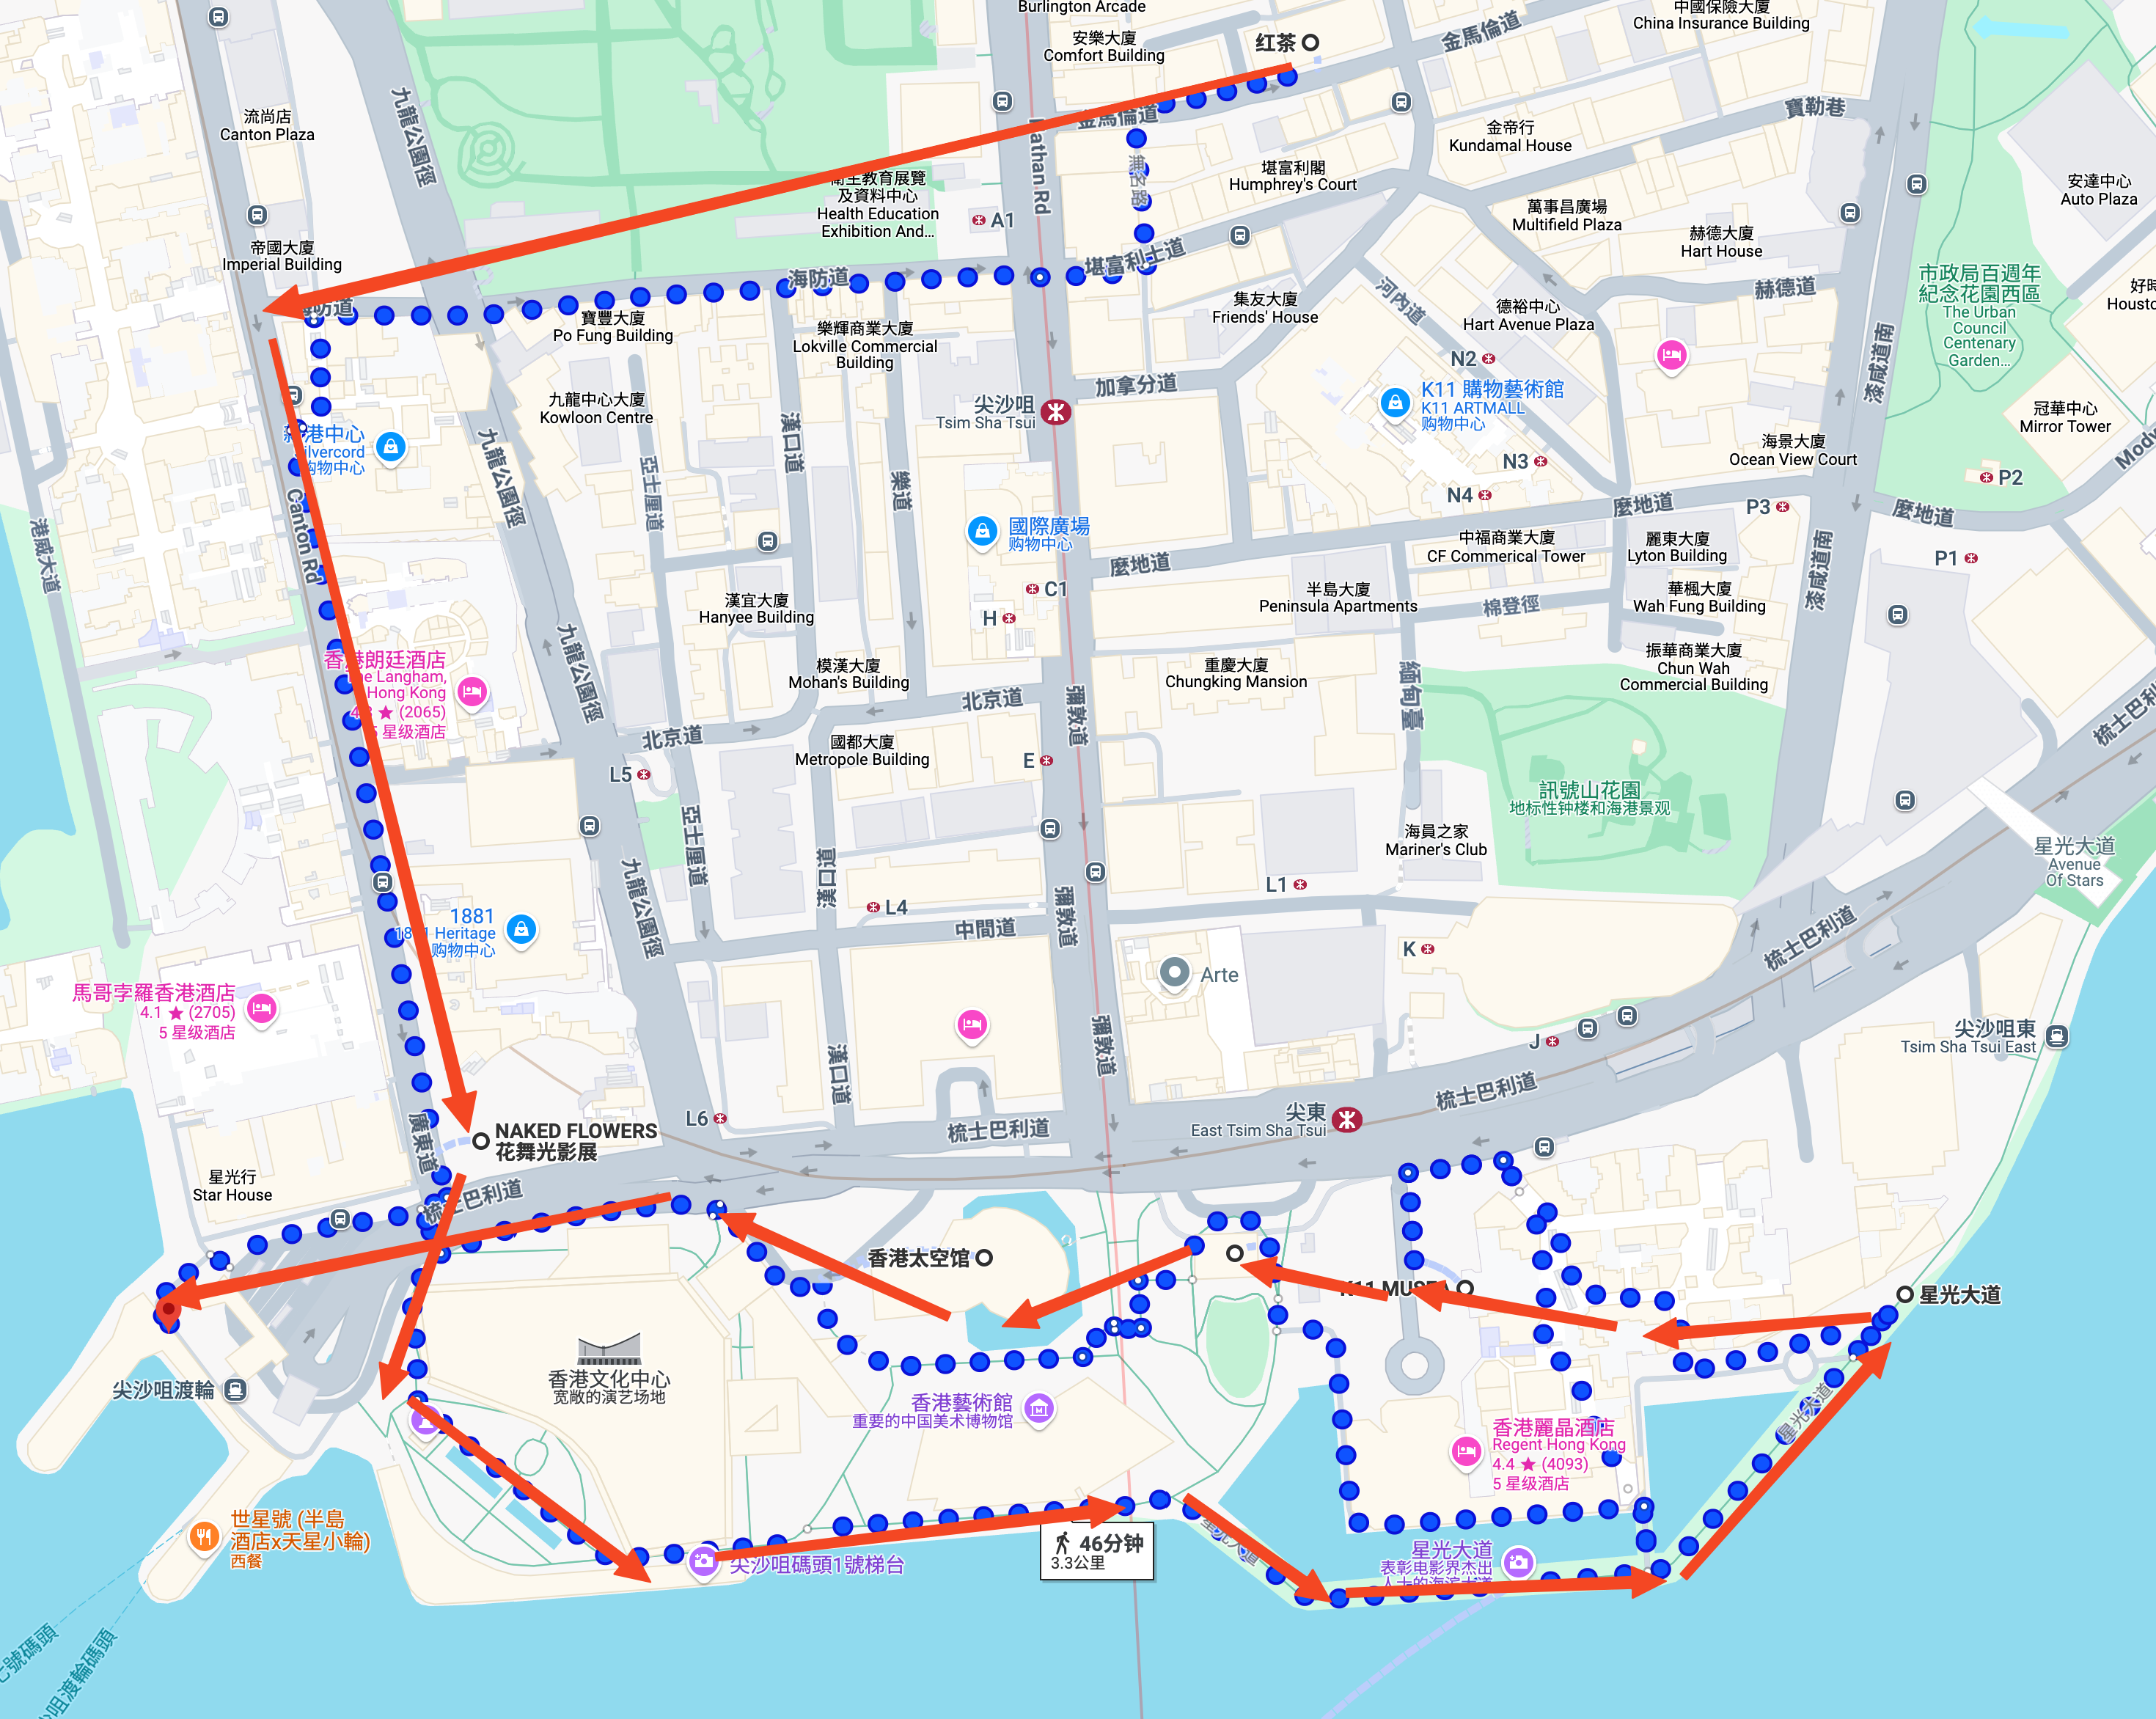 Burlington Arcade
安樂大廈
Comfort Building
红茶
金馬倫道
中國保險大廈
China Insurance Building
流尚店
Canton Plaza
九龍公園徑
金馬倫道
Nathan Rd
金帝行
Kundamal House
寶勒巷
無名路
堪富利閣
Humphrey's Court
安達中心
Auto Plaza
衛生教育展覽
及資料中心
Health Education
Exhibition And...
A1
萬事昌廣場
Multifield Plaza
赫德大廈
Hart House
帝國大廈
Imperial Building
堪富利士道
海防道
海防道
寶豐大廈
Po Fung Building
樂輝商業大廈
Lokville Commercial
Building
集友大廈
Friends' House
河內道
德裕中心
Hart Avenue Plaza
赫德道
市政局百週年
紀念花園西區
The Urban
Council
Centenary
Garden...
漆咸道南
N2
加拿分道
K11 購物藝術館
K11 ARTMALL
购物中心
尖沙咀
Tsim Sha Tsui
九龍中心大廈
Kowloon Centre
漢口道
冠華中心
Mirror Tower
海景大廈
Ocean View Court
新港中心
Silvercord
购物中心
九龍公園徑
亞士厘道
樂道
N3
N4
P2
P3
麼地道
麼地道
Canton Rd
港威大道
國際廣場
购物中心
中福商業大廈
CF Commerical Tower
麗東大廈
Lyton Building
P1
麼地道
漆咸道南
C1
H
半島大廈
Peninsula Apartments
棉登徑
華楓大廈
Wah Fung Building
漢宜大廈
Hanyee Building
九龍公園徑
香港朗廷酒店
The Langham,
Hong Kong
(2065)
5 星级酒店
模漢大廈
Mohan's Building
重慶大廈
Chungking Mansion
緬甸臺
振華商業大廈
Chun Wah
Commercial Building
北京道
彌敦道
北京道
國都大廈
Metropole Building
E
L5
梳士巴利
訊號山花園
地标性钟楼和海港景观
亞士厘道
海員之家
Mariner's Club
星光大道
Avenue
Of Stars
九龍公園徑
漢口道
L1
L4
彌敦道
中間道
1881
1881 Heritage
购物中心
K
梳士巴利道
Arte
馬哥孛羅香港酒店
4.1 ★ (2705)
5 星级酒店
彌敦道
J
尖沙咀東
Tsim Sha Tsui East
漢口道
梳士巴利道
L6
梳士巴利道
尖東
East Tsim Sha Tsui
廣東道
NAKED FLOWERS
花舞光影展
星光行
Star House
梳士巴利道
香港太空馆
K11 MUSEA
星光大道
香港文化中心
宽敞的演艺场地
尖沙咀渡輪
香港藝術館
重要的中国美术博物馆
星光大道
香港麗晶酒店
Regent Hong Kong
4.4 ★ (4093)
5 星级酒店
世星號 (半島
酒店x天星小輪)
西餐
星光大道
46分钟
3.3公里
尖沙咀碼頭1號梯台
星光大道
表彰电影界杰出
人士的海滨大道
七號碼頭
尖沙咀渡輪碼頭